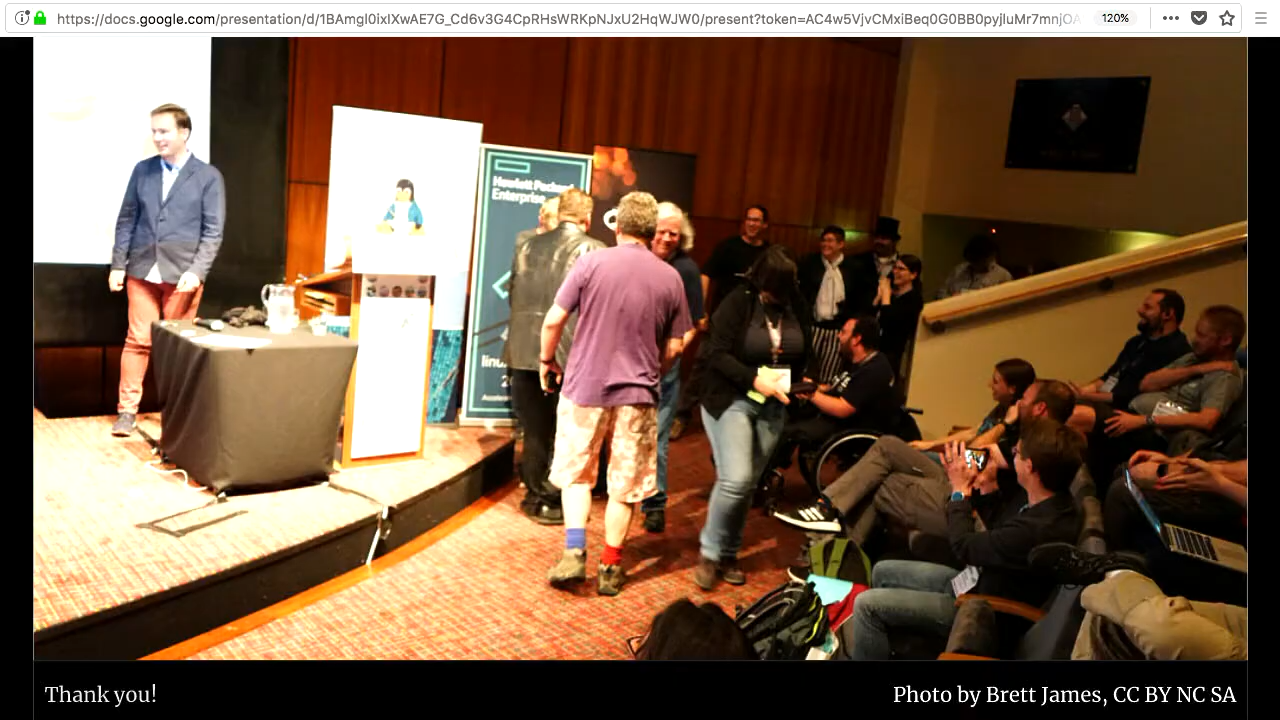 https://docs.google.com/presentation/d/1BAmgI0ixIXwAE7G_Cd6v3G4CpRHsWRKpNJxU2HqWJW0/present?token=AC4w5VjvCMxiBeq0G0BB0pyjluMr7mnjOA
120%
Hewlett Packard
Enterprise
Thank you!
Photo by Brett James, CC BY NC SA